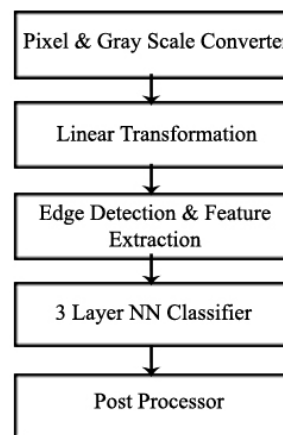 Pixel & Gray Scale Converte
Linear Transformation
Edge Detection & Feature
Extraction
3 Layer NN Classifier
Post Processor